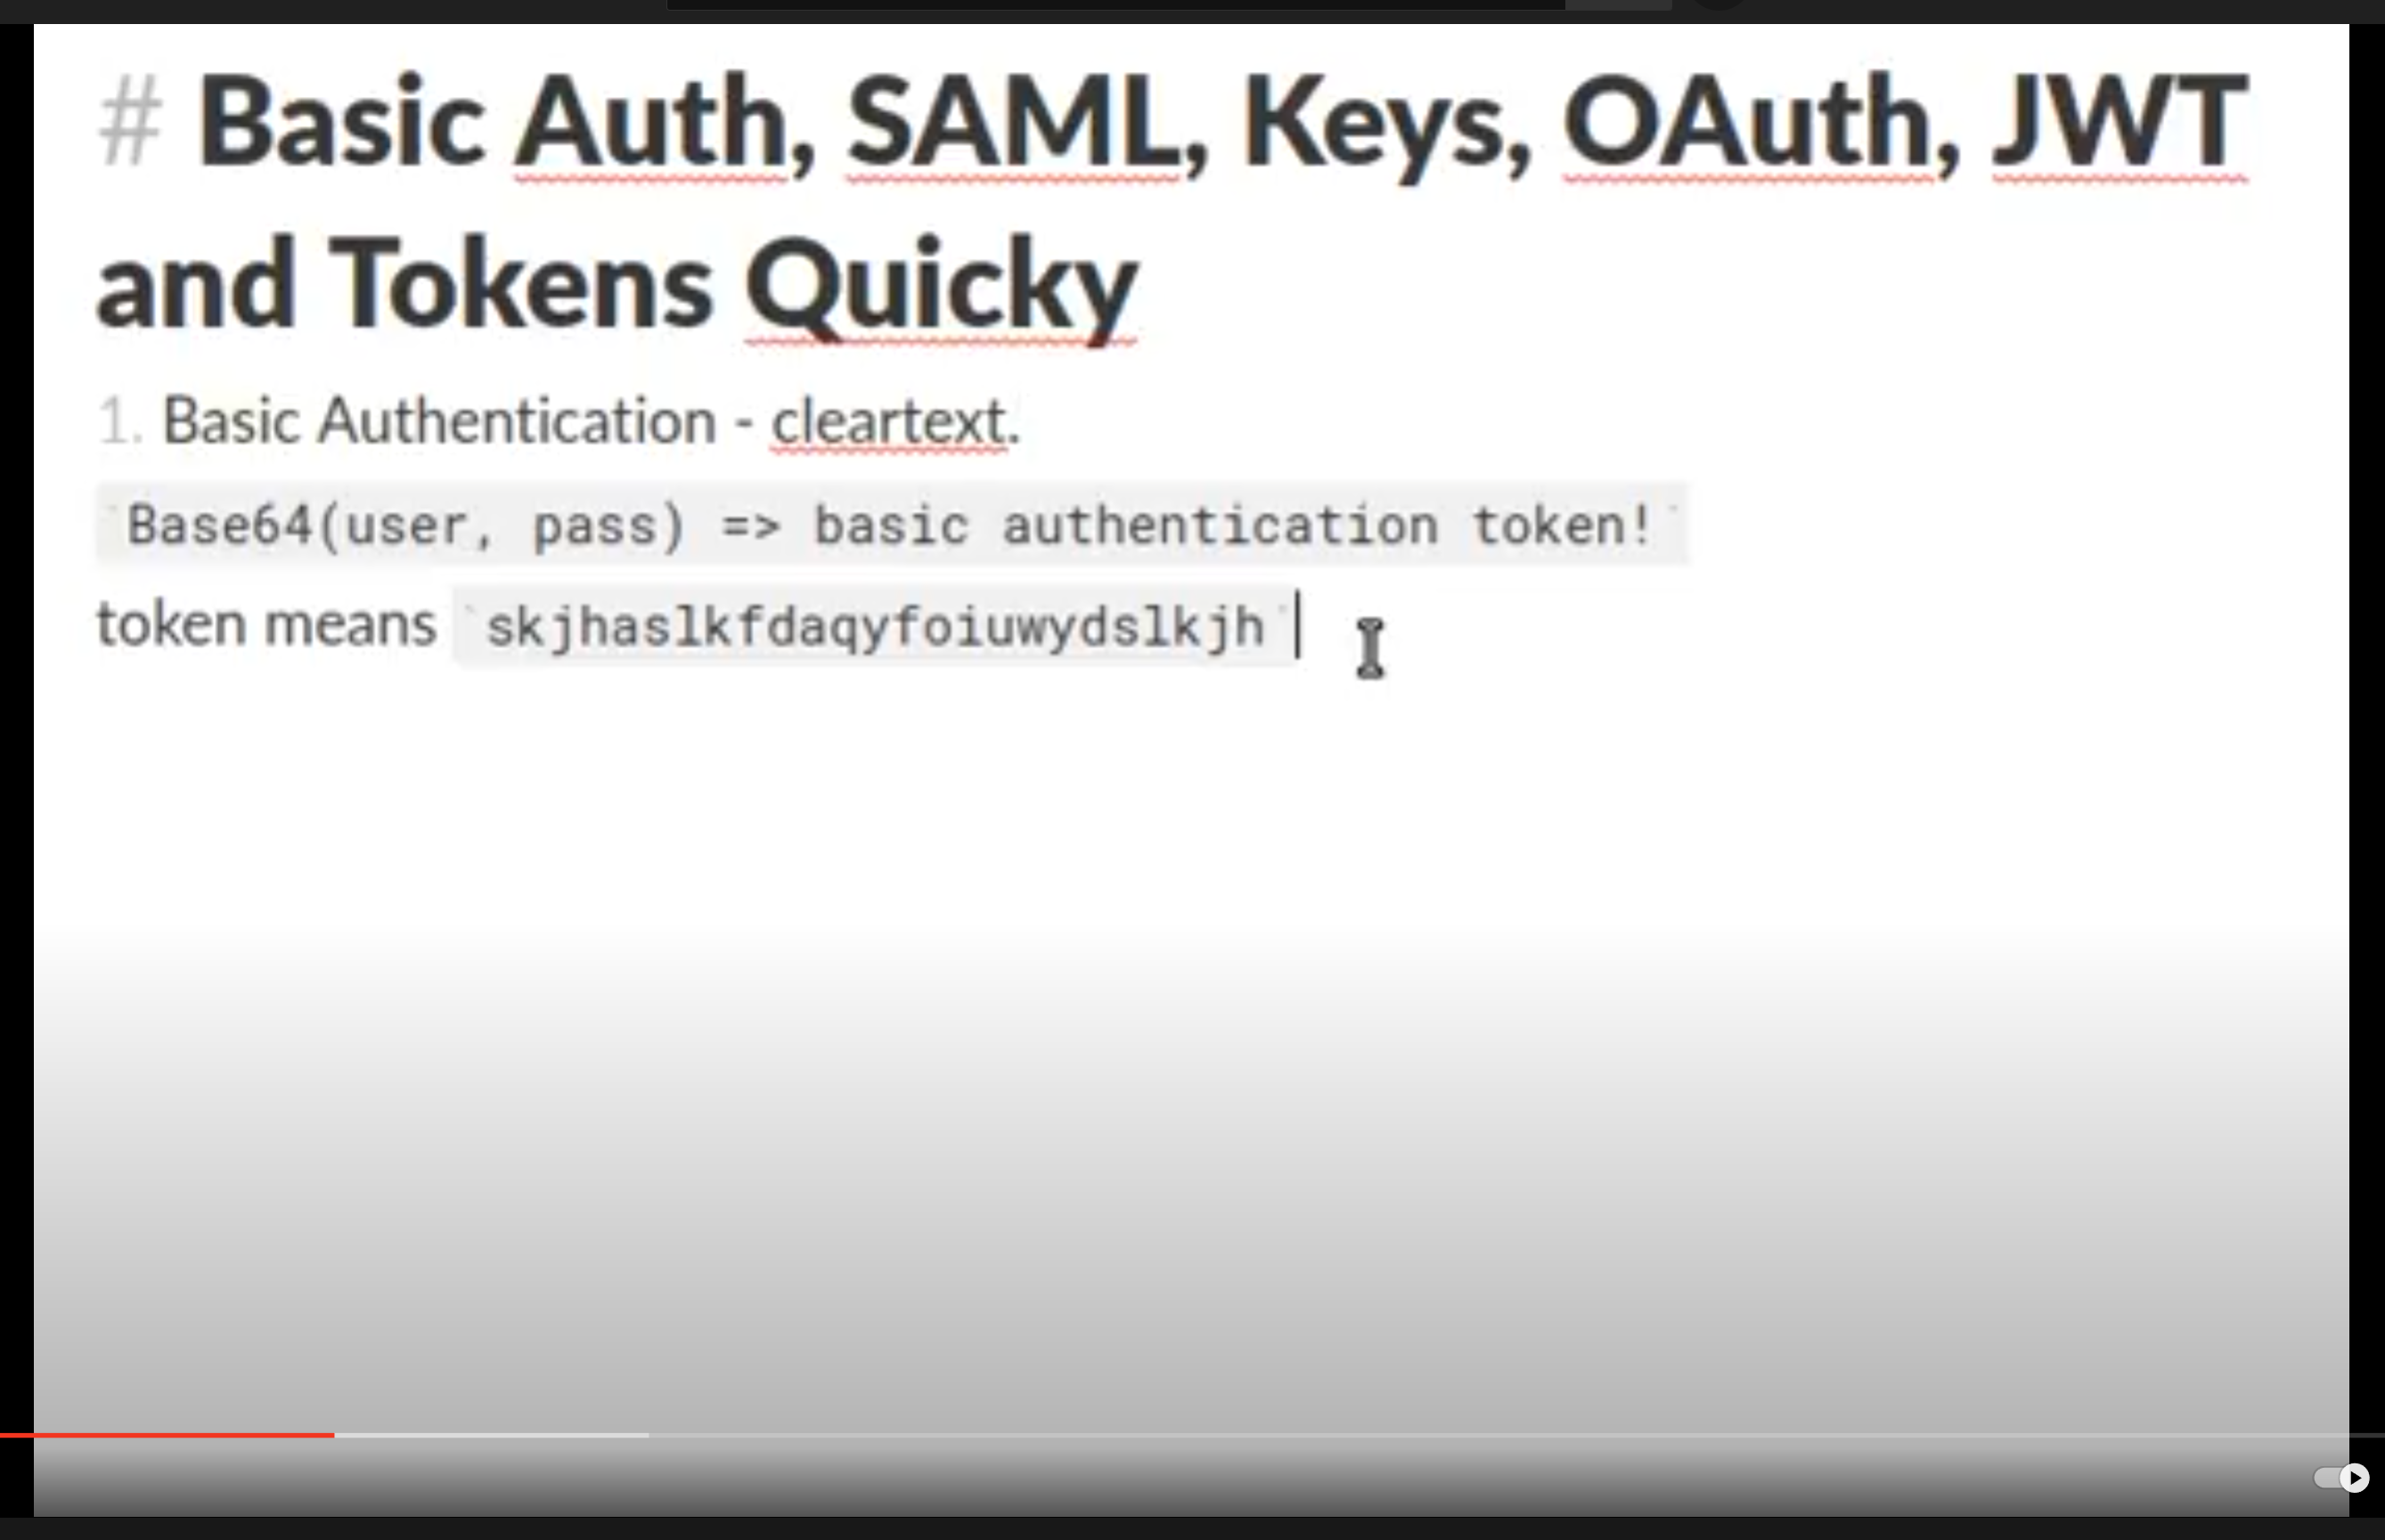 # Basic Auth, SAML, Keys, OAuth, JWT
and Tokens Quicky
1. Basic Authentication - cleartext.
`Base64(user, pass) => basic authentication token!`
token means `skjhaslkfdaqyfoiuwydslkjh`